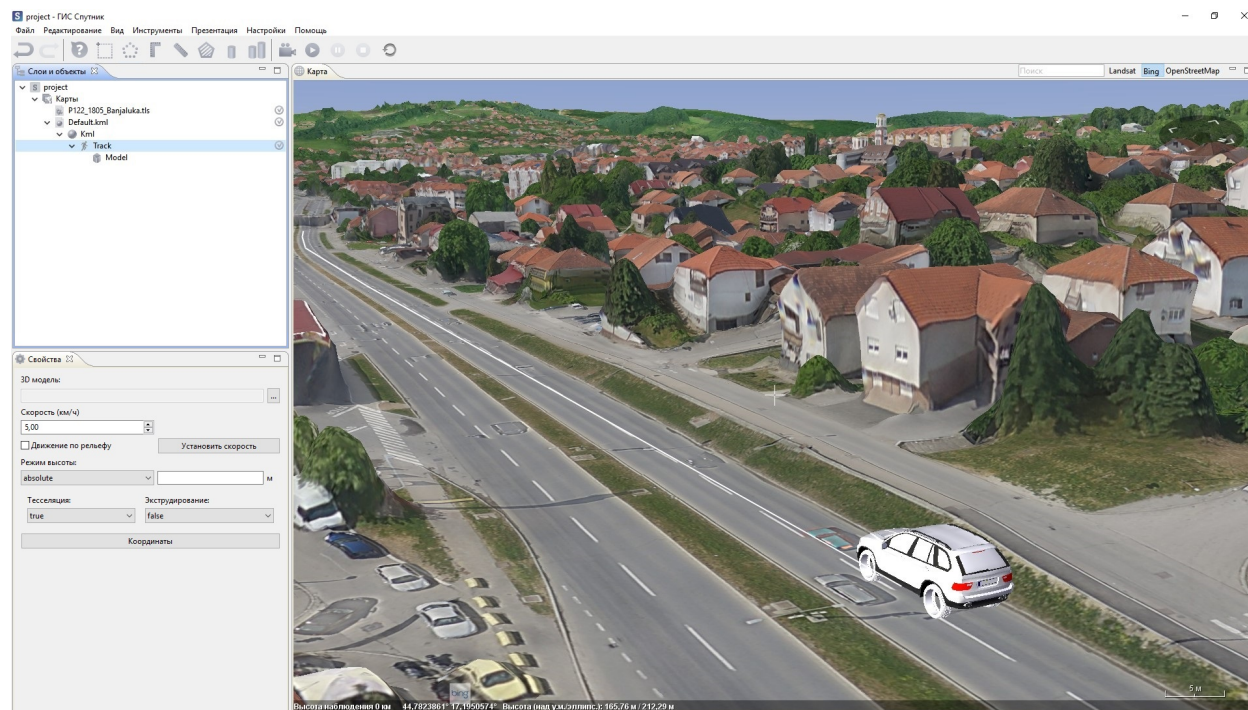 project - ГИС Спутник
Файл Редактирование Вид Инструменты Презентация Настройки Помощь
Слои и объекты
project
Карты
P122_1805_Banjaluka.tls
Default.kml
Kml
Track
Model
Свойства
3D модель:
...
Скорость (км/ч)
5,00
Движение по рельефу Установить скорость
Режим высоты:
absolute м
Тесселяция: Экструдирование:
true false
Координаты
Карта Поиск Landsat Bing OpenStreetMap
5 м
bing
Высота наблюдения 0 км 44,7823861° 17,1950574° Высота (над у.м./эллипс.): 165,76 м / 212,29 м